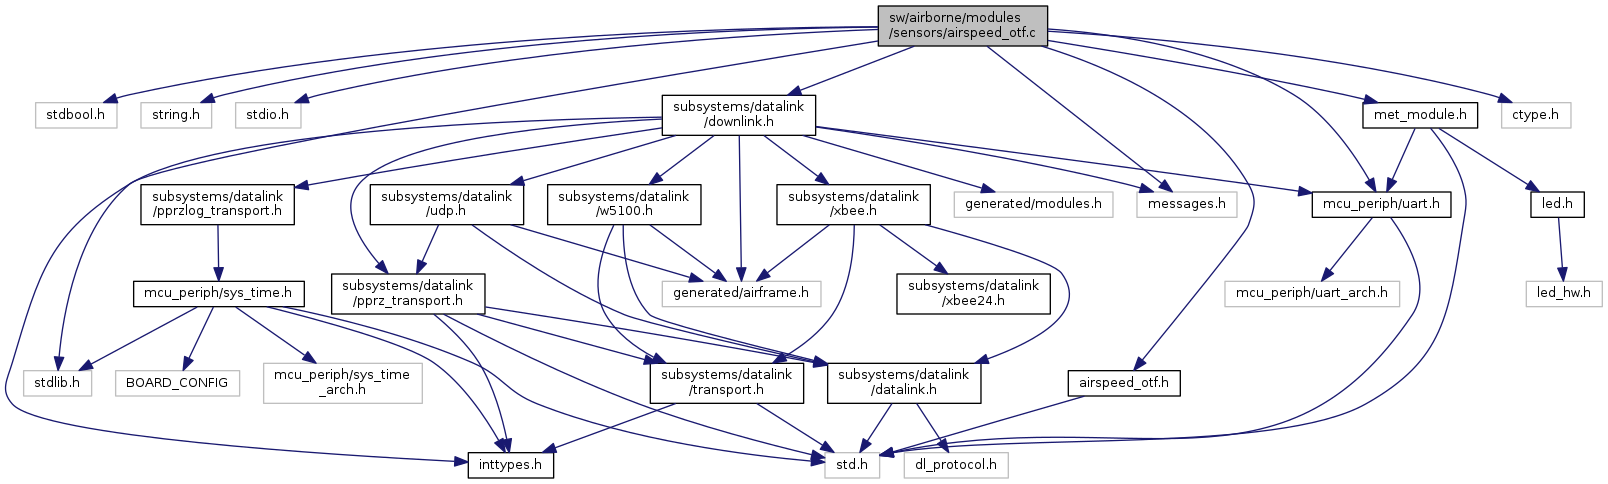 sw/airborne/modules
/sensors/airspeed_otf.c
stdbool.h
string.h
stdio.h
subsystems/datalink
/downlink.h
met_module.h
ctype.h
subsystems/datalink
/pprzlog_transport.h
subsystems/datalink
/udp.h
subsystems/datalink
/w5100.h
subsystems/datalink
/xbee.h
generated/modules.h
messages.h
mcu_periph/uart.h
led.h
mcu_periph/sys_time.h
subsystems/datalink
/pprz_transport.h
generated/airframe.h
subsystems/datalink
/xbee24.h
mcu_periph/uart_arch.h
led_hw.h
stdlib.h
BOARD_CONFIG
mcu_periph/sys_time
_arch.h
subsystems/datalink
/transport.h
subsystems/datalink
/datalink.h
airspeed_otf.h
inttypes.h
std.h
dl_protocol.h